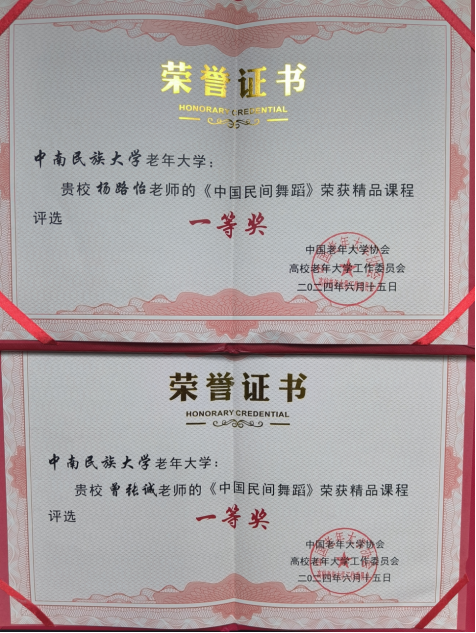 荣誉证书
HONORARY CREDENTIAL
中南民族大学老年大学：
贵校杨路怡老师的《中国民间舞蹈》荣获精品课程
评选 一等奖
中国老年大学协会
高校老年大学工作委员会
二〇二四年六月十五日
荣誉证书
HONORARY CREDENTIAL
中南民族大学老年大学：
贵校曾张诚老师的《中国民间舞蹈》荣获精品课程
评选 一等奖
中国老年大学协会
高校老年大学工作委员会
二〇二四年六月十五日